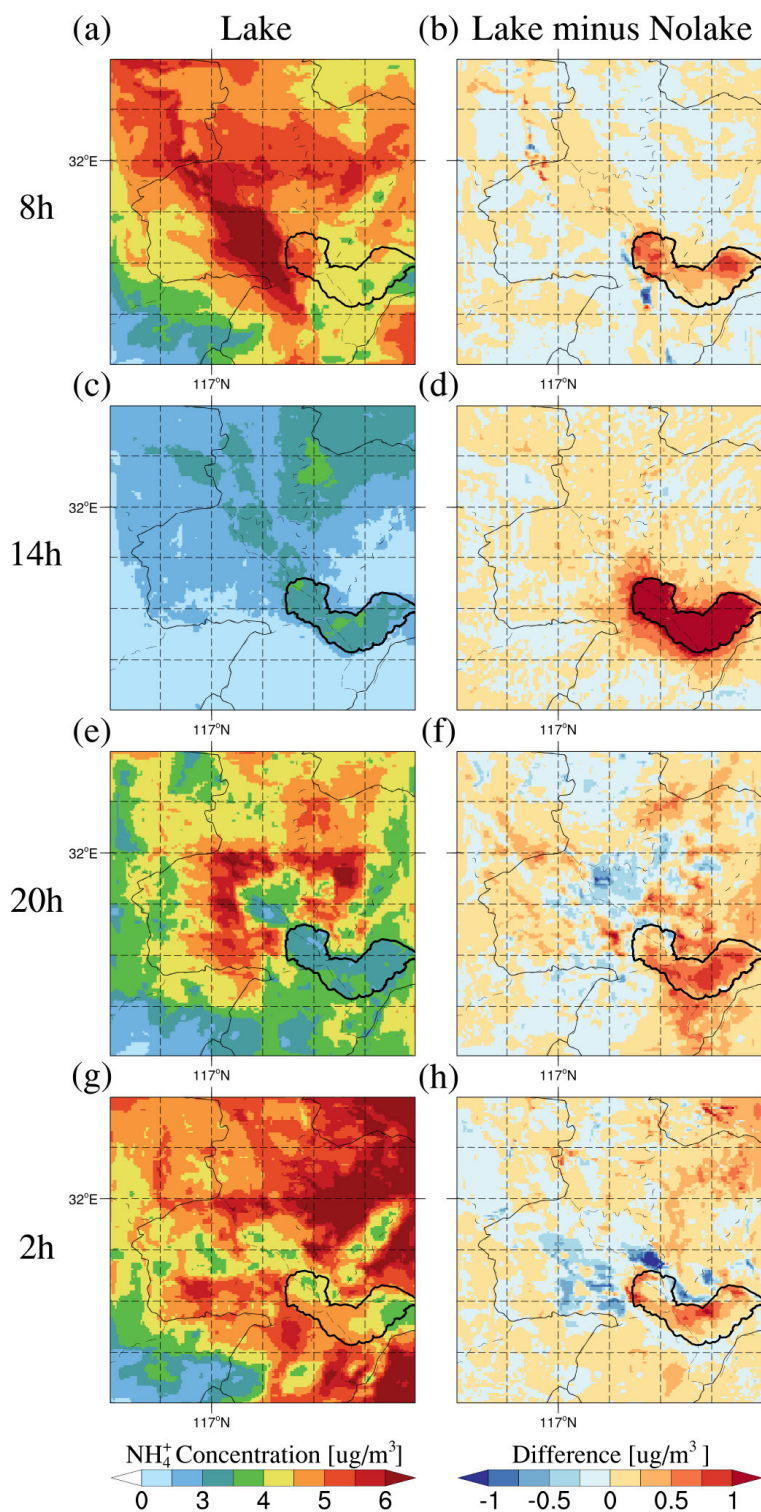 (a) Lake (b) Lake minus Nolake
32°E
8h
117°N 117°N
(c) (d)
32°E
14h
117°N 117°N
(e) (f)
32°E
20h
117°N 117°N
(g) (h)
32°E
2h
117°N 117°N
NH₄⁺ Concentration [ug/m³] Difference [ug/m³]
0 3 4 5 6 -1 -0.5 0 0.5 1